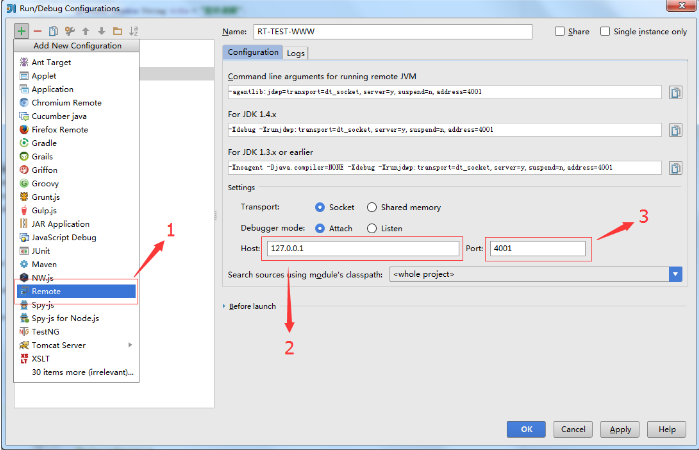 Run/Debug Configurations
Add New Configuration
Ant Target
Applet
Application
Chromium Remote
Cucumber java
Firefox Remote
Gradle
Grails
Griffon
Groovy
Grunt.js
Gulp.js
JAR Application
JavaScript Debug
JUnit
Maven
NW.js
Remote
Spy-js
Spy-js for Node.js
TestNG
Tomcat Server
XSLT
30 items more (irrelevant)...
Name: RT-TEST-WWW
Share
Single instance only
Configuration
Logs
Command line arguments for running remote JVM
-agentlib:jdwp=transport=dt_socket,server=y,suspend=n,address=4001
For JDK 1.4.x
-Xdebug -Xrunjdwp:transport=dt_socket,server=y,suspend=n,address=4001
For JDK 1.3.x or earlier
-Xnoagent -Djava.compiler=NONE -Xdebug -Xrunjdwp:transport=dt_socket,server=y,suspend=n,address=4001
Settings
Transport: Socket Shared memory
Debugger mode: Attach Listen
Host: 127.0.0.1 Port: 4001
Search sources using module's classpath: <whole project>
Before launch
1
2
3
OK
Cancel
Apply
Help